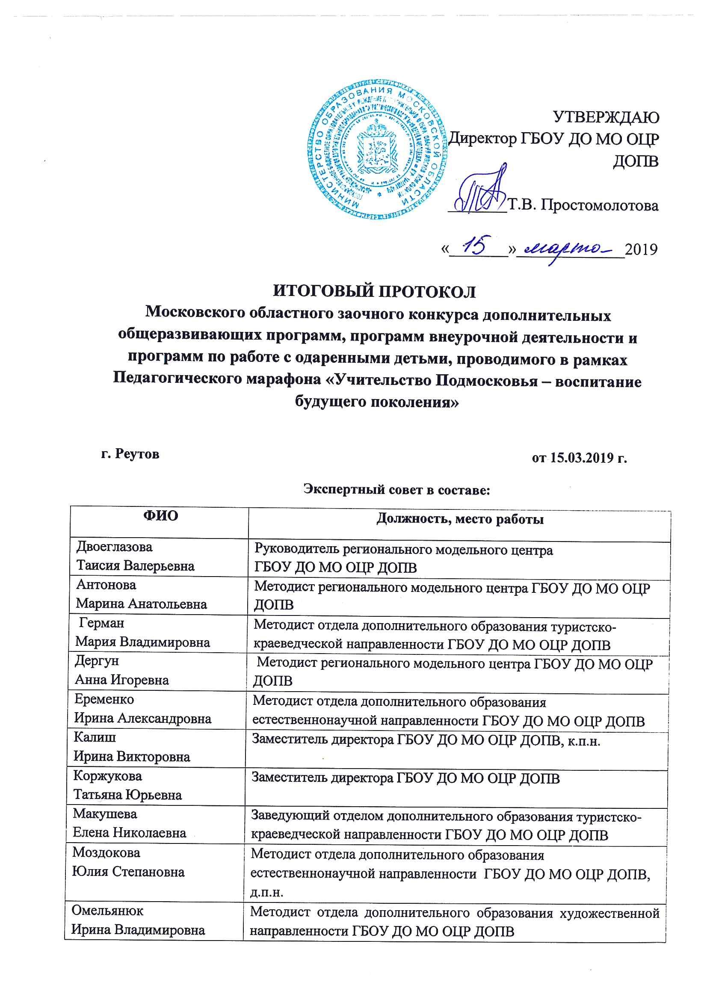 МИНИСТЕРСТВО ОБРАЗОВАНИЯ МОСКОВСКОЙ ОБЛАСТИ
УТВЕРЖДАЮ
Директор ГБОУ ДО МО ОЦР
ДОПВ
Т.В. Простомолотова
«15» марта 2019
ИТОГОВЫЙ ПРОТОКОЛ
Московского областного заочного конкурса дополнительных
общеразвивающих программ, программ внеурочной деятельности и
программ по работе с одаренными детьми, проводимого в рамках
Педагогического марафона «Учительство Подмосковья – воспитание
будущего поколения»
г. Реутов от 15.03.2019 г.
Экспертный совет в составе:
ФИО Должность, место работы
Двоеглазова Руководитель регионального модельного центра
Таисия Валерьевна ГБОУ ДО МО ОЦР ДОПВ
Антонова Методист регионального модельного центра ГБОУ ДО МО ОЦР
Марина Анатольевна ДОПВ
Герман Методист отдела дополнительного образования туристско-
Мария Владимировна краеведческой направленности ГБОУ ДО МО ОЦР ДОПВ
Дергун Методист регионального модельного центра ГБОУ ДО МО ОЦР
Анна Игоревна ДОПВ
Еременко Методист отдела дополнительного образования
Ирина Александровна естественнонаучной направленности ГБОУ ДО МО ОЦР ДОПВ
Калиш Заместитель директора ГБОУ ДО МО ОЦР ДОПВ, к.п.н.
Ирина Викторовна
Коржукова Заместитель директора ГБОУ ДО МО ОЦР ДОПВ
Татьяна Юрьевна
Макушева Заведующий отделом дополнительного образования туристско-
Елена Николаевна краеведческой направленности ГБОУ ДО МО ОЦР ДОПВ
Моздокова Методист отдела дополнительного образования
Юлия Степановна естественнонаучной направленности ГБОУ ДО МО ОЦР ДОПВ,
д.п.н.
Омельянюк Методист отдела дополнительного образования художественной
Ирина Владимировна направленности ГБОУ ДО МО ОЦР ДОПВ